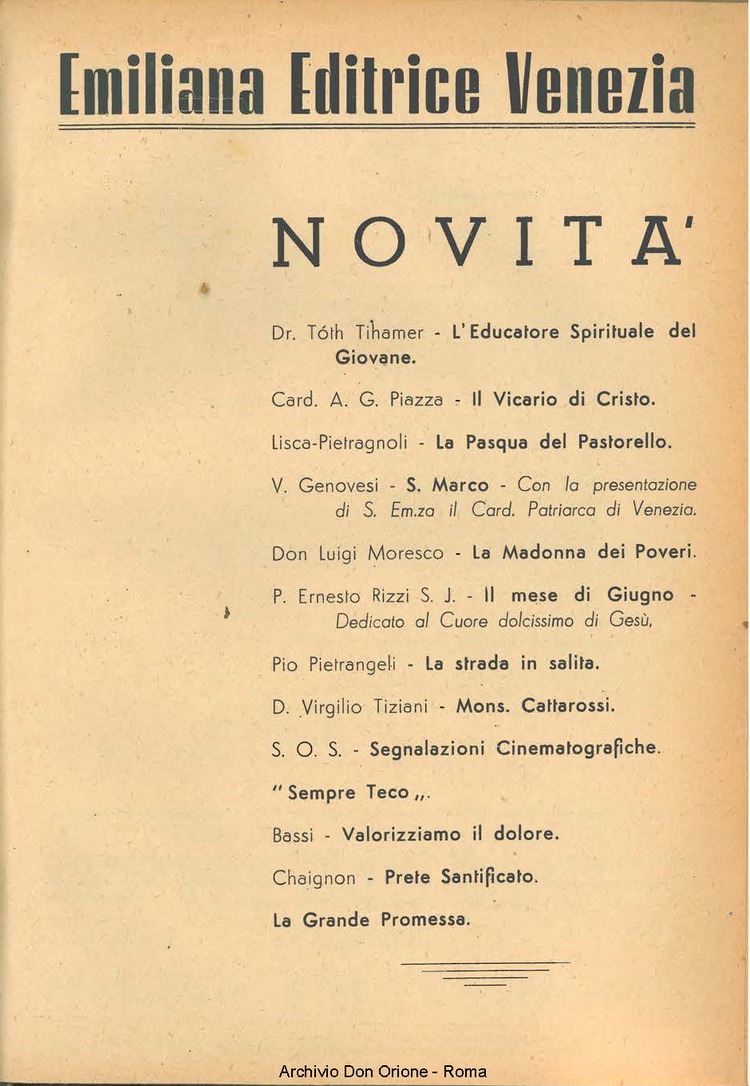 Emiliana Editrice Venezia
NOVITA'
Dr. Tóth Tihamer - L'Educatore Spirituale del
Giovane.
Card. A. G. Piazza - Il Vicario di Cristo.
Lisca-Pietragnoli - La Pasqua del Pastorello.
V. Genovesi - S. Marco - Con la presentazione
di S. Em.za il Card. Patriarca di Venezia.
Don Luigi Moresco - La Madonna dei Poveri.
P. Ernesto Rizzi S. J. - Il mese di Giugno -
Dedicato al Cuore dolcissimo di Gesù,
Pio Pietrangeli - La strada in salita.
D. Virgilio Tiziani - Mons. Cattarossi.
S. O. S. - Segnalazioni Cinematografiche.
"Sempre Teco„.
Bassi - Valorizziamo il dolore.
Chaignon - Prete Santificato.
La Grande Promessa.
Archivio Don Orione - Roma